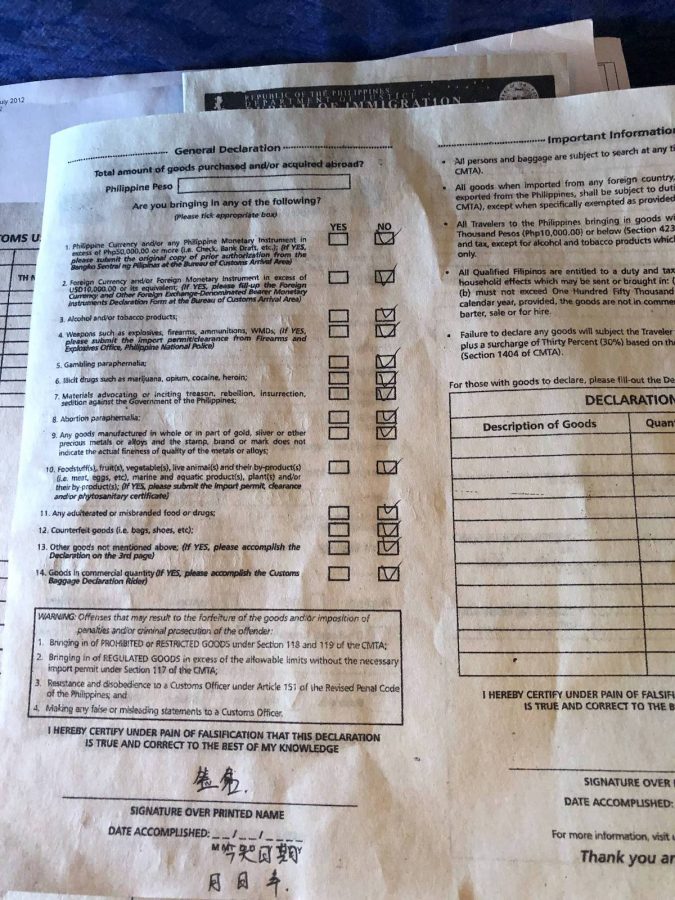 uly 2012
2
REPUBLIC OF THE PHILIPPINES
DEPARTMENT OF JUSTICE
IMMIGRATION
OMS U
TH N
General Declaration
Total amount of goods purchased and/or acquired abroad?
Philippine Peso
Are you bringing in any of the following?
(Please tick appropriate box)
YES NO
1. Philippine Currency and/or any Philippine Monetary Instrument in
excess of Php50,000.00 or more (i.e. Check, Bank Draft, etc.); (If YES,
please submit the original copy of prior authorization from the
Bangko Sentral ng Pilipinas at the Bureau of Customs Arrival Area)
2. Foreign Currency and/or Foreign Monetary Instrument in excess of
USD10,000.00 or its equivalent; (If YES, please fill-up the Foreign
Currency and Other Foreign Exchange-Denominated Bearer Monetary
Instruments Declaration Form at the Bureau of Customs Arrival Area)
3. Alcohol and/or tobacco products;
4. Weapons such as explosives, firearms, ammunitions, WMDs; (If YES,
please submit the import permit/clearance from Firearms and
Explosives Office, Philippine National Police)
5. Gambling paraphernalia;
6. Illicit drugs such as marijuana, opium, cocaine, heroin;
7. Materials advocating or inciting treason, rebellion, insurrection,
sedition against the Government of the Philippines;
8. Abortion paraphernalia;
9. Any goods manufactured in whole or in part of gold, silver or other
precious metals or alloys and the stamp, brand or mark does not
indicate the actual fineness of quality of the metals or alloys;
10. Foodstuff(s), fruit(s), vegetable(s), live animal(s) and their by-product(s)
(i.e. meat, eggs, etc), marine and aquatic product(s), plant(s) and/or
their by-product(s); (If YES, please submit the import permit, clearance
and/or phytosanitary certificate)
11. Any adulterated or misbranded food or drugs;
12. Counterfeit goods (i.e. bags, shoes, etc);
13. Other goods not mentioned above; (If YES, please accomplish the
Declaration on the 3rd page)
14. Goods in commercial quantity (If YES, please accomplish the Customs
Baggage Declaration Rider)
WARNING: Offenses that may result to the forfeiture of the goods and/or imposition of
penalties and/or criminal prosecution of the offender:
1. Bringing in of PROHIBITED or RESTRICTED GOODS under Section 118 and 119 of the CMTA;
2. Bringing in of REGULATED GOODS in excess of the allowable limits without the necessary
import permit under Section 117 of the CMTA;
3. Resistance and disobedience to a Customs Officer under Article 151 of the Revised Penal Code
of the Philippines; and
4. Making any false or misleading statements to a Customs Officer.
I HEREBY CERTIFY UNDER PAIN OF FALSIFICATION THAT THIS DECLARATION
IS TRUE AND CORRECT TO THE BEST OF MY KNOWLEDGE
SIGNATURE OVER PRINTED NAME
DATE ACCOMPLISHED: __/__/____
今天日期
月 日 年.
Important Information
• All persons and baggage are subject to search at any ti
CMTA).
• All goods when imported from any foreign country,
exported from the Philippines, shall be subject to duti
CMTA), except when specifically exempted as provided
• All Travelers to the Philippines bringing in goods wi
Thousand Pesos (Php10,000.00) or below (Section 423
and tax, except for alcohol and tobacco products which
only.
• All Qualified Filipinos are entitled to a duty and tax
household effects which may be sent or brought in: (
(b) must not exceed One Hundred Fifty Thousand
calendar year, provided, the goods are not in comme
barter, sale or for hire.
• Failure to declare any goods will subject the Traveler
plus a surcharge of Thirty Percent (30%) based on the
(Section 1404 of CMTA).
For those with goods to declare, please fill-out the De
DECLARATION
Description of Goods Quan
I HEREBY CERTIFY UNDER PAIN OF FALSIF
IS TRUE AND CORRECT TO THE B
SIGNATURE OVER
DATE ACCOMPLISHED:
For more information, visit
Thank you an